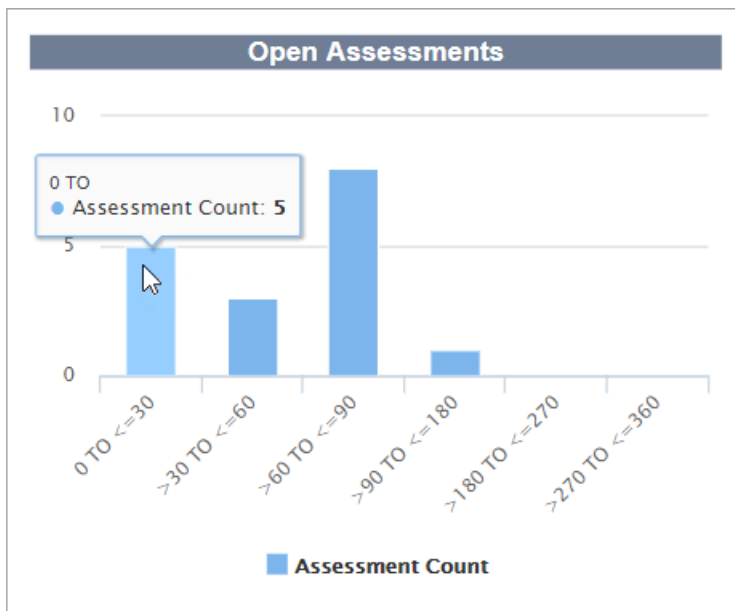 Open Assessments
10
0 TO
Assessment Count: 5
5
0
0 TO <=30
>30 TO <=60
>60 TO <=90
>90 TO <=180
>180 TO <=270
>270 TO <=360
Assessment Count